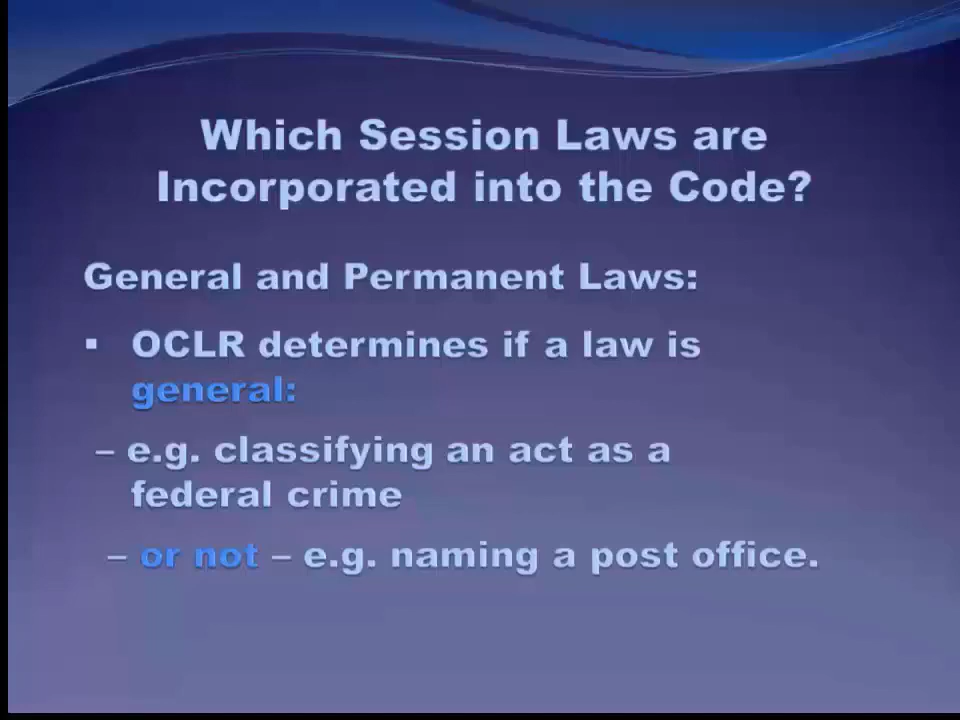 Which Session Laws are
Incorporated into the Code?
General and Permanent Laws:
▪ OCLR determines if a law is
general:
– e.g. classifying an act as a
federal crime
– or not – e.g. naming a post office.